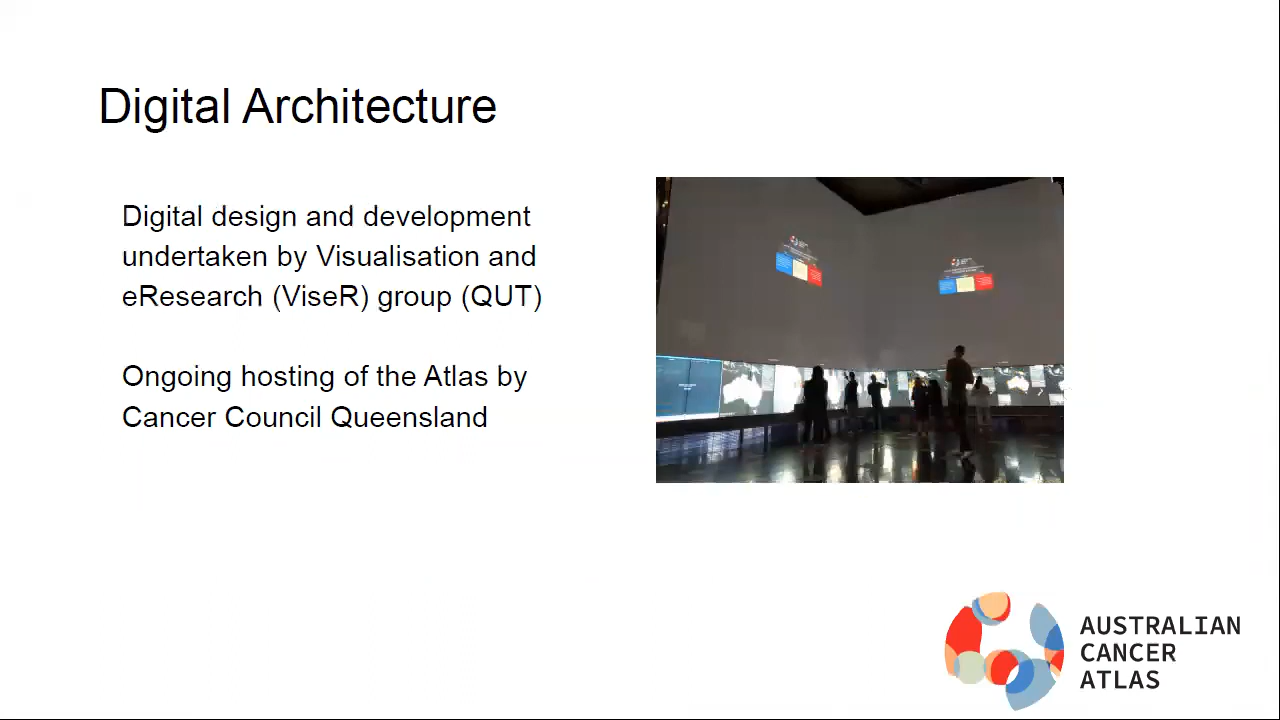 Digital Architecture
Digital design and development
undertaken by Visualisation and
eResearch (ViseR) group (QUT)
Ongoing hosting of the Atlas by
Cancer Council Queensland
AUSTRALIAN
CANCER
ATLAS